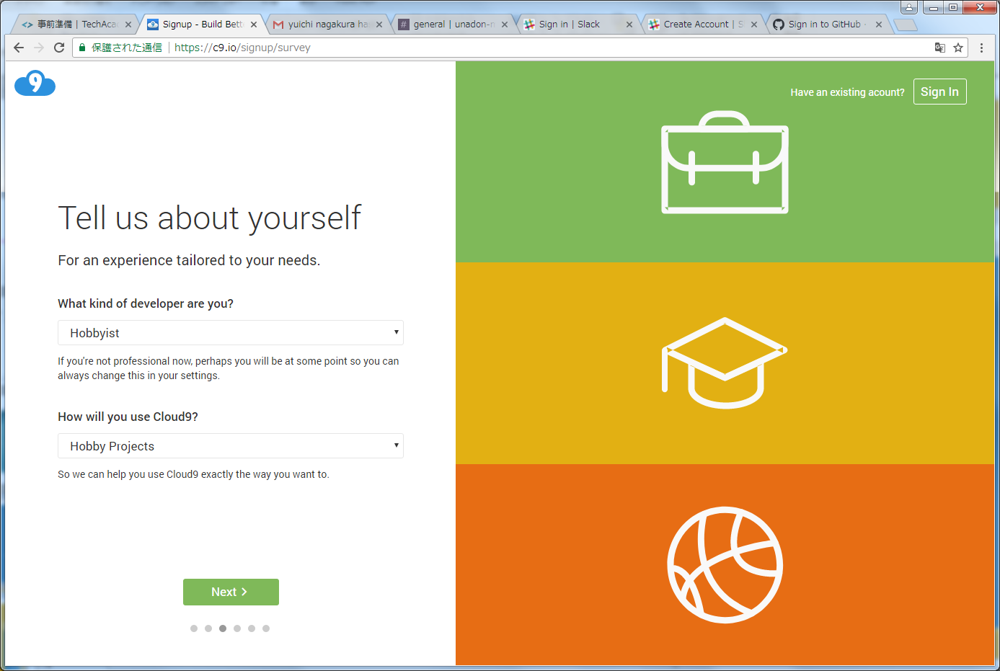 事前準備 | TechAca
Signup - Build Bett
yuichi nagakura ha
# general | unadon-
Sign in | Slack
Create Account | S
Sign in to GitHub ·
保護された通信 | https://c9.io/signup/survey
9
Have an existing acount? Sign In
Tell us about yourself
For an experience tailored to your needs.
What kind of developer are you?
Hobbyist
If you're not professional now, perhaps you will be at some point so you can
always change this in your settings.
How will you use Cloud9?
Hobby Projects
So we can help you use Cloud9 exactly the way you want to.
Next